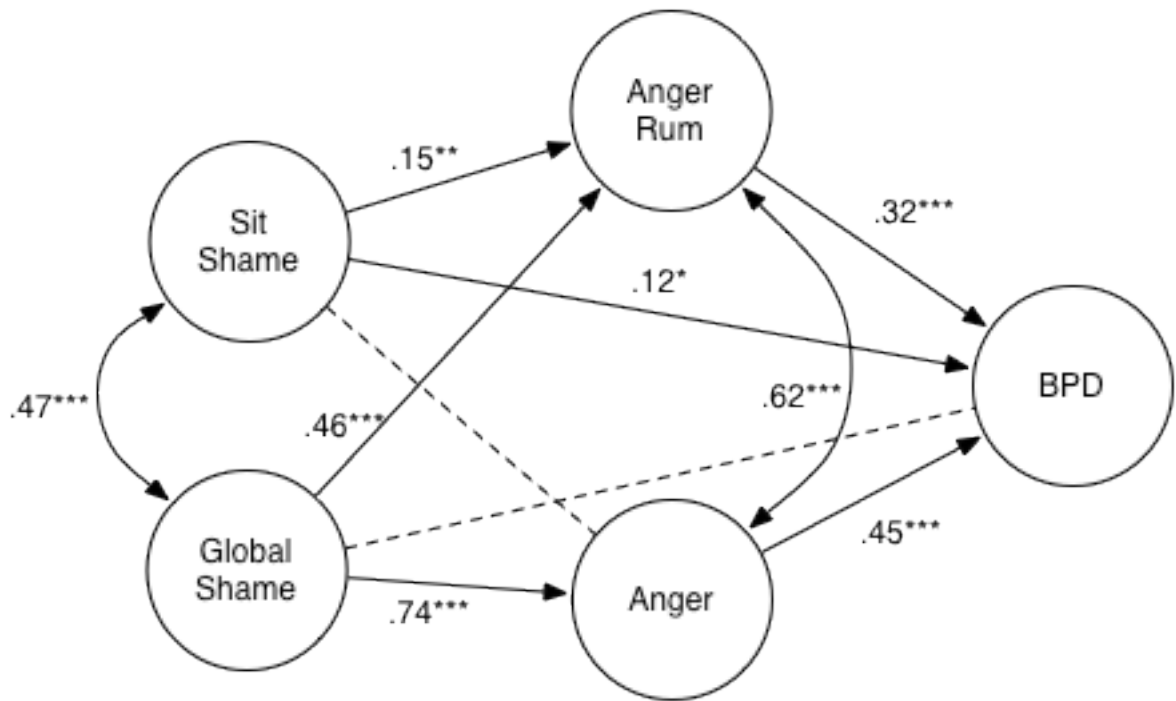 Anger
Rum
.15**
Sit
Shame
.32***
.12*
BPD
.62***
.47***
.46***
Global
Shame
.45***
Anger
.74***